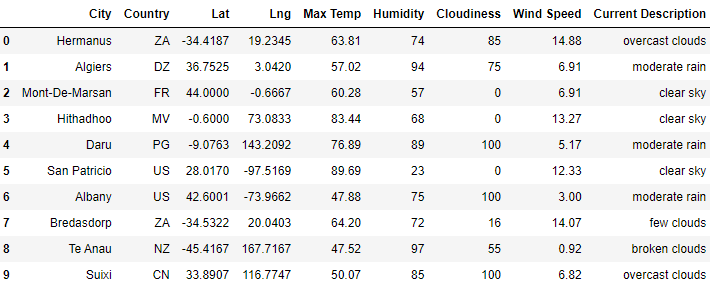 City Country Lat Lng Max Temp Humidity Cloudiness Wind Speed Current Description
0 Hermanus ZA -34.4187 19.2345 63.81 74 85 14.88 overcast clouds
1 Algiers DZ 36.7525 3.0420 57.02 94 75 6.91 moderate rain
2 Mont-De-Marsan FR 44.0000 -0.6667 60.28 57 0 6.91 clear sky
3 Hithadhoo MV -0.6000 73.0833 83.44 68 0 13.27 clear sky
4 Daru PG -9.0763 143.2092 76.89 89 100 5.17 moderate rain
5 San Patricio US 28.0170 -97.5169 89.69 23 0 12.33 clear sky
6 Albany US 42.6001 -73.9662 47.88 75 100 3.00 moderate rain
7 Bredasdorp ZA -34.5322 20.0403 64.20 72 16 14.07 few clouds
8 Te Anau NZ -45.4167 167.7167 47.52 97 55 0.92 broken clouds
9 Suixi CN 33.8907 116.7747 50.07 85 100 6.82 overcast clouds